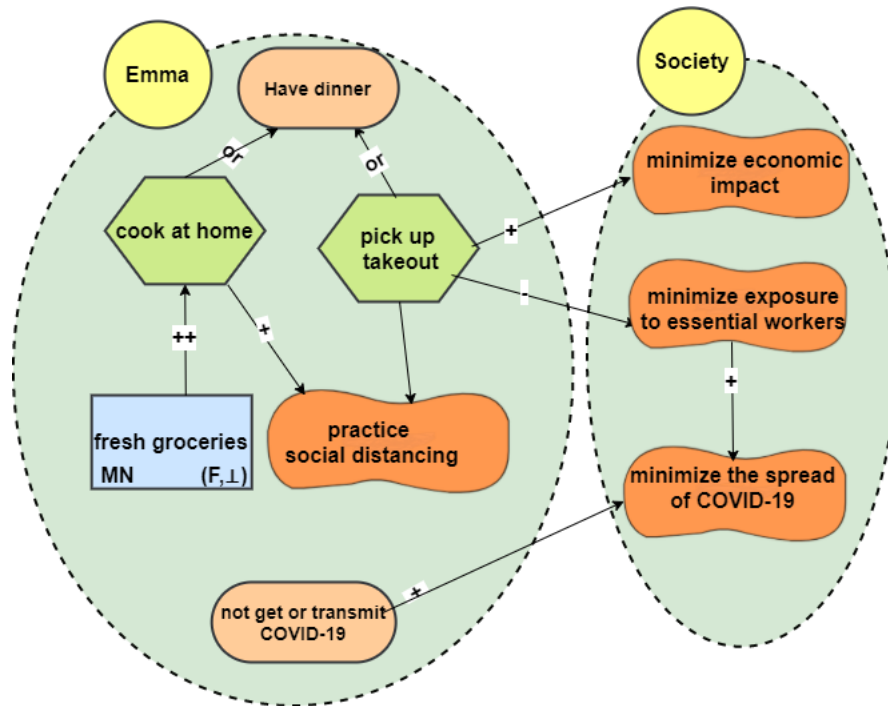 Emma
Society
Have dinner
or
or
minimize economic
impact
cook at home
pick up
takeout
+
-
minimize exposure
to essential workers
++
+
+
fresh groceries
MN (F,⊥)
practice
social distancing
minimize the spread
of COVID-19
+
not get or transmit
COVID-19